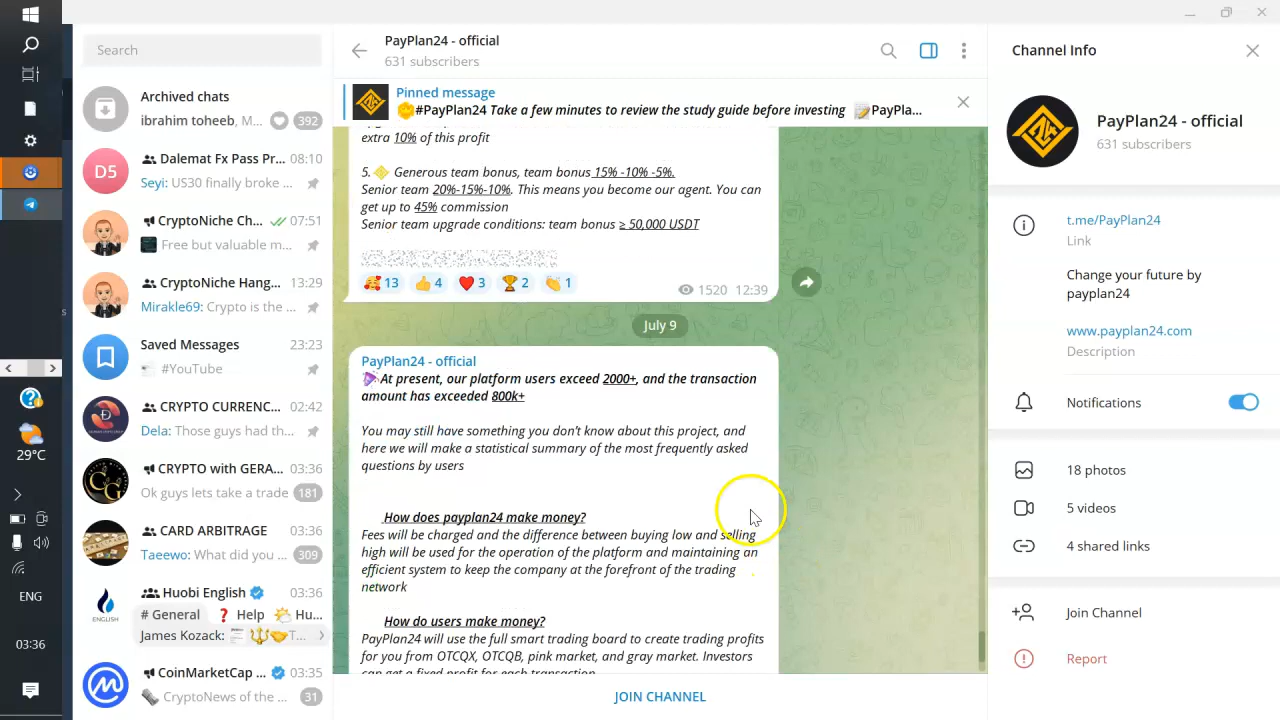 Search
Archived chats
ibrahim toheeb, M...
392
D5
Dalemat Fx Pass Pr...
08:10
Seyi: US30 finally broke ...
CryptoNiche Ch...
07:51
Free but valuable m...
CryptoNiche Hang...
13:29
Mirakle69: Crypto is the ...
Saved Messages
23:23
#YouTube
CRYPTO CURRENC...
02:42
Dela: Those guys had th...
CRYPTO with GERA...
03:36
Ok guys lets take a trade
181
CARD ARBITRAGE
03:36
Taeewo: What did you ...
309
Huobi English
03:36
# General
Help
Hu...
James Kozack:
T...
ENGLISH
CoinMarketCap ...
03:35
CryptoNews of the ...
31
29°C
ENG
03:36
PayPlan24 - official
631 subscribers
Pinned message
#PayPlan24 Take a few minutes to review the study guide before investing PayPla...
extra 10% of this profit
5. Generous team bonus, team bonus 15% -10% -5%.
Senior team 20%-15%-10%. This means you become our agent. You can
get up to 45% commission
Senior team upgrade conditions: team bonus ≥ 50,000 USDT
13
4
3
2
1
1520 12:39
July 9
PayPlan24 - official
At present, our platform users exceed 2000+, and the transaction
amount has exceeded 800k+
You may still have something you don't know about this project, and
here we will make a statistical summary of the most frequently asked
questions by users
How does payplan24 make money?
Fees will be charged and the difference between buying low and selling
high will be used for the operation of the platform and maintaining an
efficient system to keep the company at the forefront of the trading
network
How do users make money?
PayPlan24 will use the full smart trading board to create trading profits
for you from OTCQX, OTCQB, pink market, and gray market. Investors
can get a fixed profit for each transaction
JOIN CHANNEL
Channel Info
24
PayPlan24 - official
631 subscribers
t.me/PayPlan24
Link
Change your future by
payplan24
www.payplan24.com
Description
Notifications
18 photos
5 videos
4 shared links
Join Channel
Report